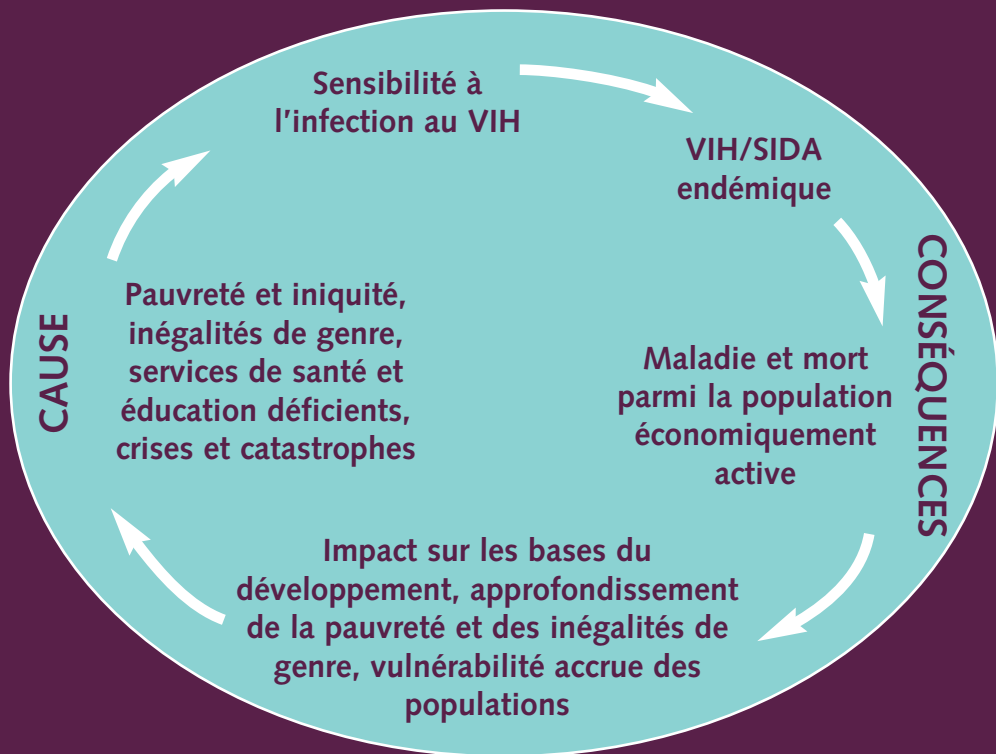 Sensibilité à
l'infection au VIH
VIH/SIDA
endémique
CONSÉQUENCES
Maladie et mort
parmi la population
économiquement
active
Impact sur les bases du
développement, approfondissement
de la pauvreté et des inégalités de
genre, vulnérabilité accrue des
populations
CAUSE
Pauvreté et iniquité,
inégalités de genre,
services de santé et
éducation déficients,
crises et catastrophes